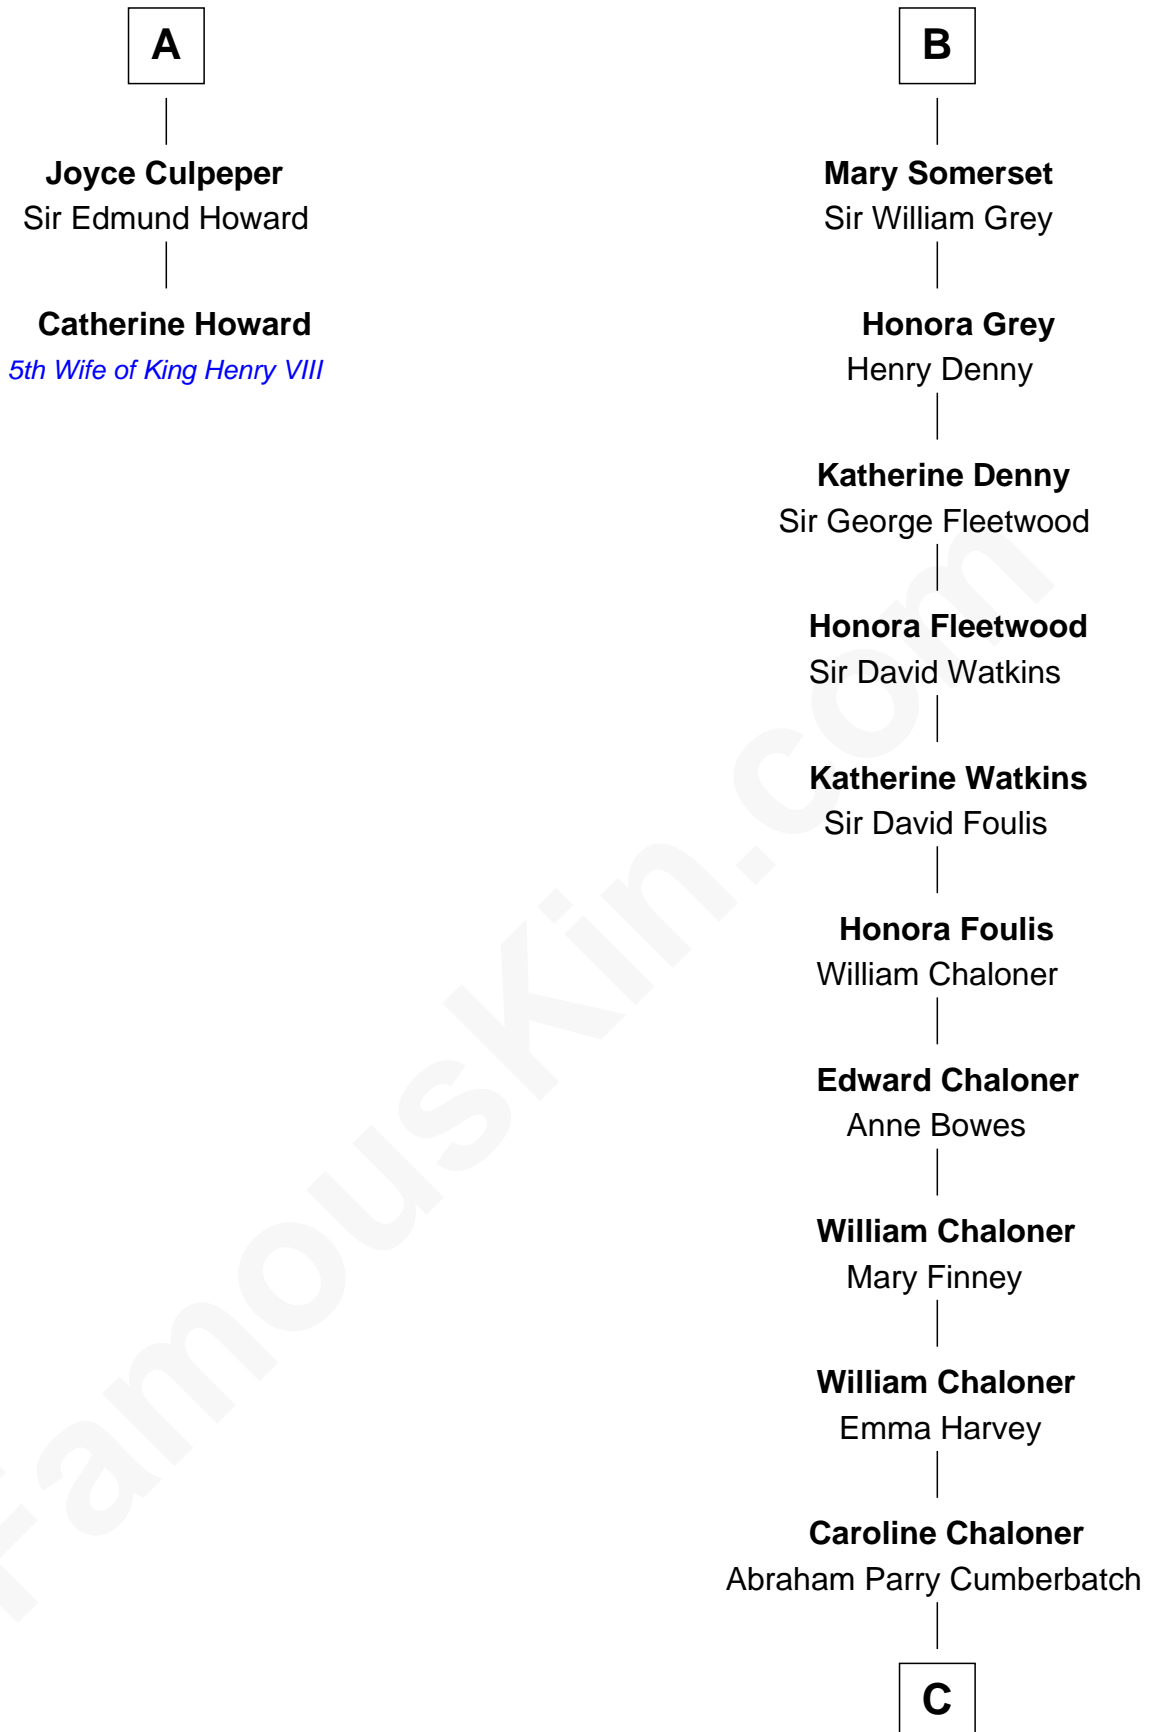 A
Joyce Culpeper
Sir Edmund Howard
Catherine Howard
5th Wife of King Henry VIII
B
Mary Somerset
Sir William Grey
Honora Grey
Henry Denny
Katherine Denny
Sir George Fleetwood
Honora Fleetwood
Sir David Watkins
Katherine Watkins
Sir David Foulis
Honora Foulis
William Chaloner
Edward Chaloner
Anne Bowes
William Chaloner
Mary Finney
William Chaloner
Emma Harvey
Caroline Chaloner
Abraham Parry Cumberbatch
C
FamousKin.com